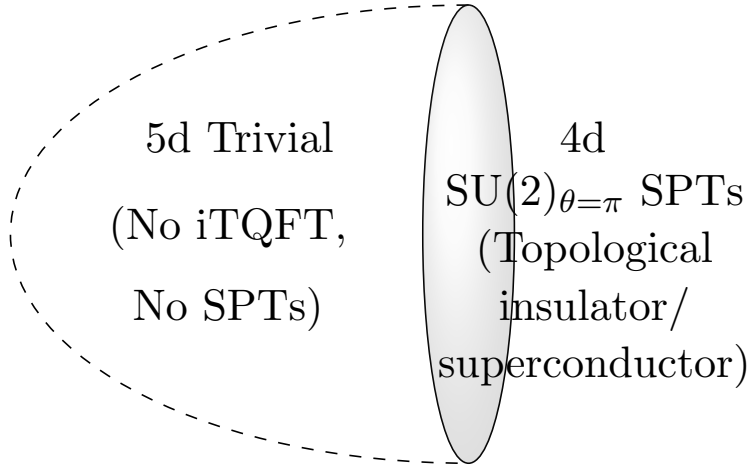 5d Trivial
(No iTQFT,
No SPTs)
4d
SU(2)_{θ=π} SPTs
(Topological
insulator/
superconductor)